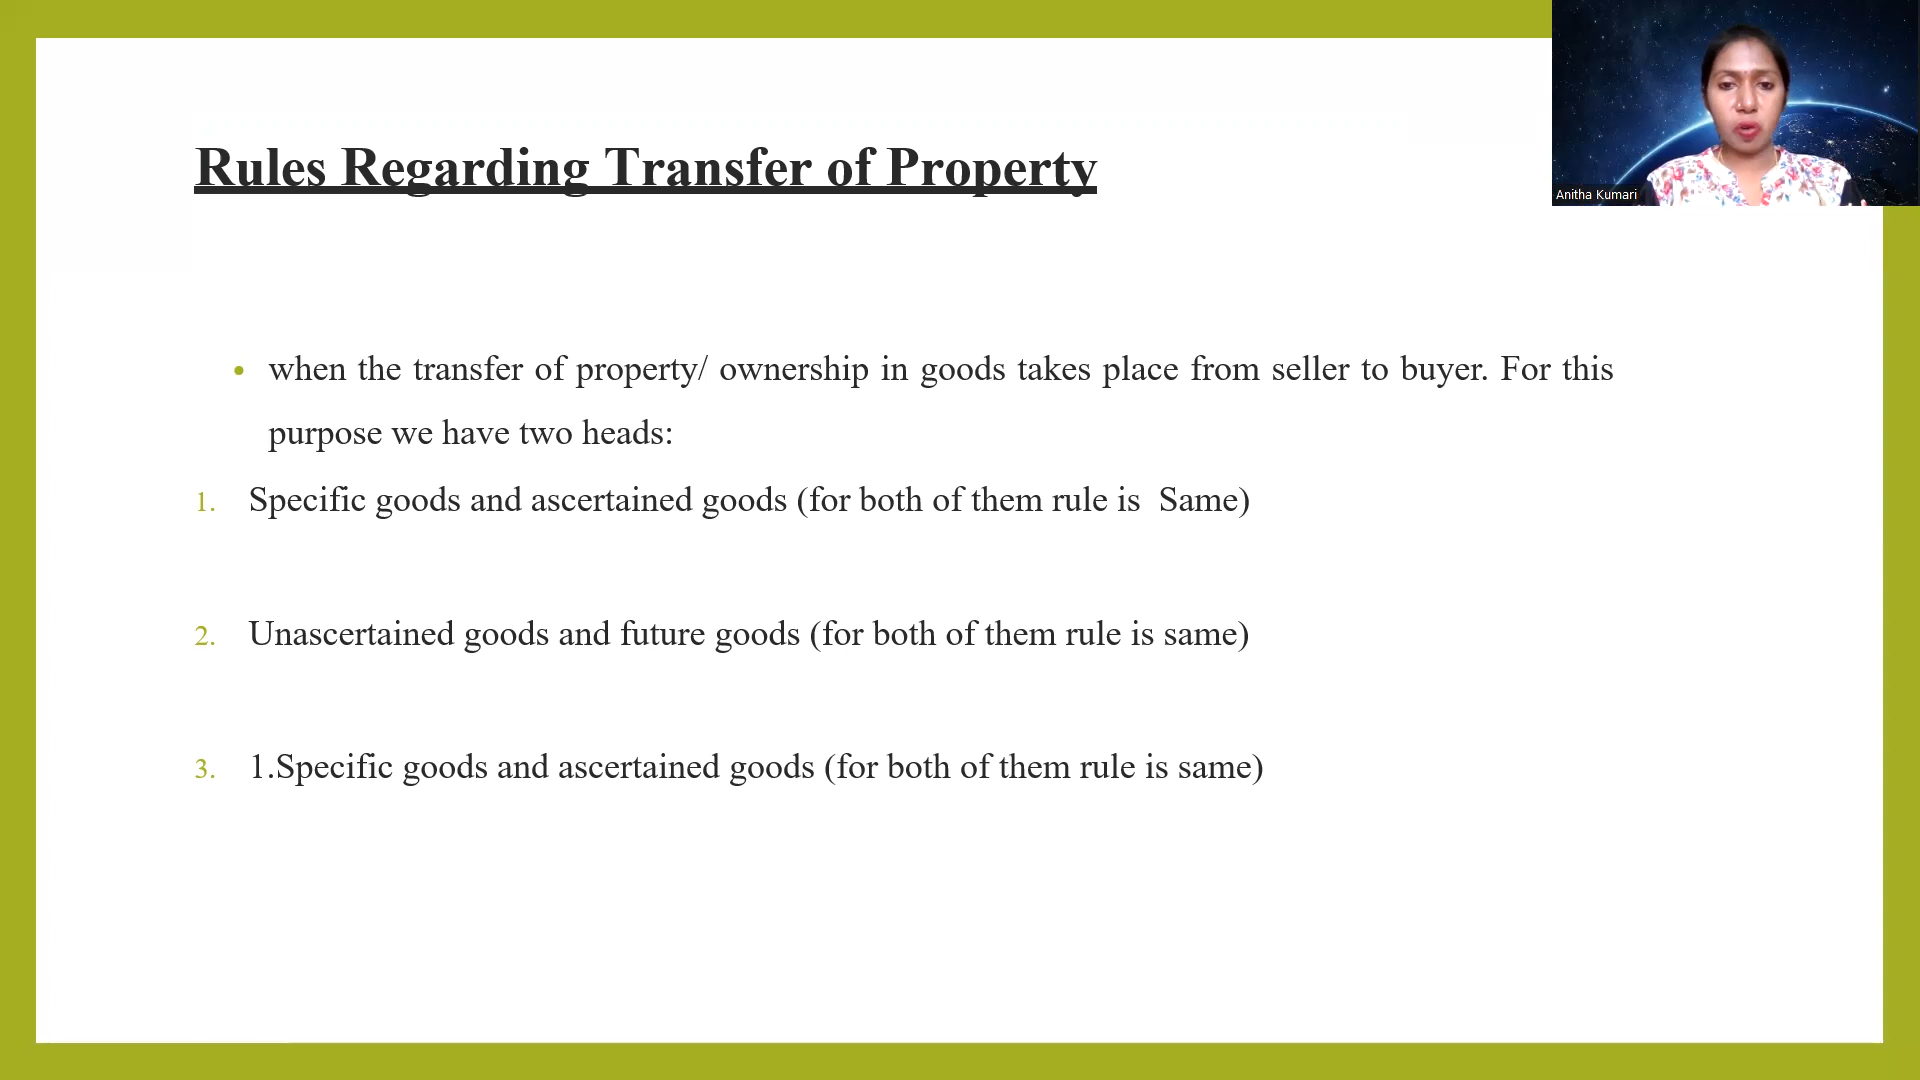 Rules Regarding Transfer of Property
Anitha Kumari
• when the transfer of property/ ownership in goods takes place from seller to buyer. For this
purpose we have two heads:
1. Specific goods and ascertained goods (for both of them rule is  Same)
2. Unascertained goods and future goods (for both of them rule is same)
3. 1.Specific goods and ascertained goods (for both of them rule is same)